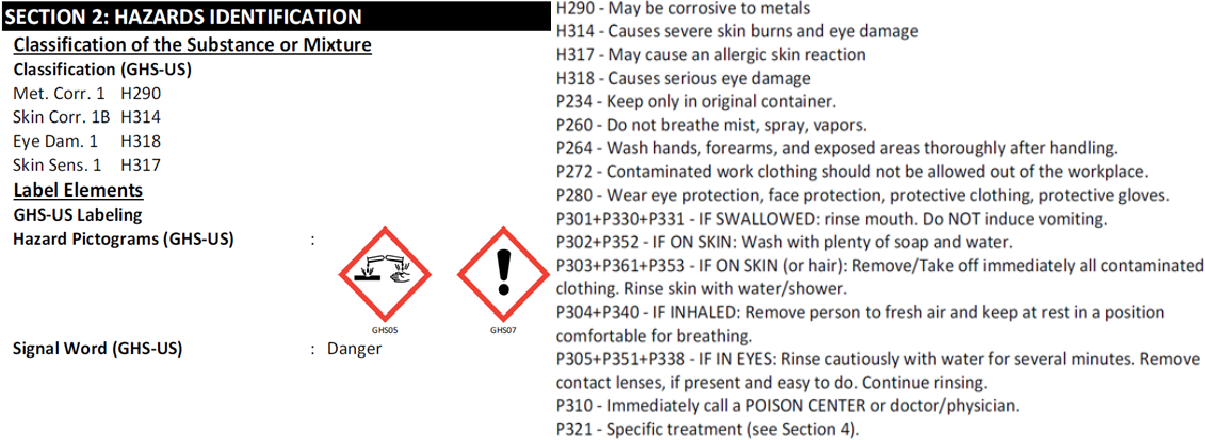 SECTION 2: HAZARDS IDENTIFICATION
Classification of the Substance or Mixture
Classification (GHS-US)
Met. Corr. 1 H290
Skin Corr. 1B H314
Eye Dam. 1 H318
Skin Sens. 1 H317
Label Elements
GHS-US Labeling
Hazard Pictograms (GHS-US) :
GHS05 GHS07
Signal Word (GHS-US) : Danger
H290 - May be corrosive to metals
H314 - Causes severe skin burns and eye damage
H317 - May cause an allergic skin reaction
H318 - Causes serious eye damage
P234 - Keep only in original container.
P260 - Do not breathe mist, spray, vapors.
P264 - Wash hands, forearms, and exposed areas thoroughly after handling.
P272 - Contaminated work clothing should not be allowed out of the workplace.
P280 - Wear eye protection, face protection, protective clothing, protective gloves.
P301+P330+P331 - IF SWALLOWED: rinse mouth. Do NOT induce vomiting.
P302+P352 - IF ON SKIN: Wash with plenty of soap and water.
P303+P361+P353 - IF ON SKIN (or hair): Remove/Take off immediately all contaminated
clothing. Rinse skin with water/shower.
P304+P340 - IF INHALED: Remove person to fresh air and keep at rest in a position
comfortable for breathing.
P305+P351+P338 - IF IN EYES: Rinse cautiously with water for several minutes. Remove
contact lenses, if present and easy to do. Continue rinsing.
P310 - Immediately call a POISON CENTER or doctor/physician.
P321 - Specific treatment (see Section 4).